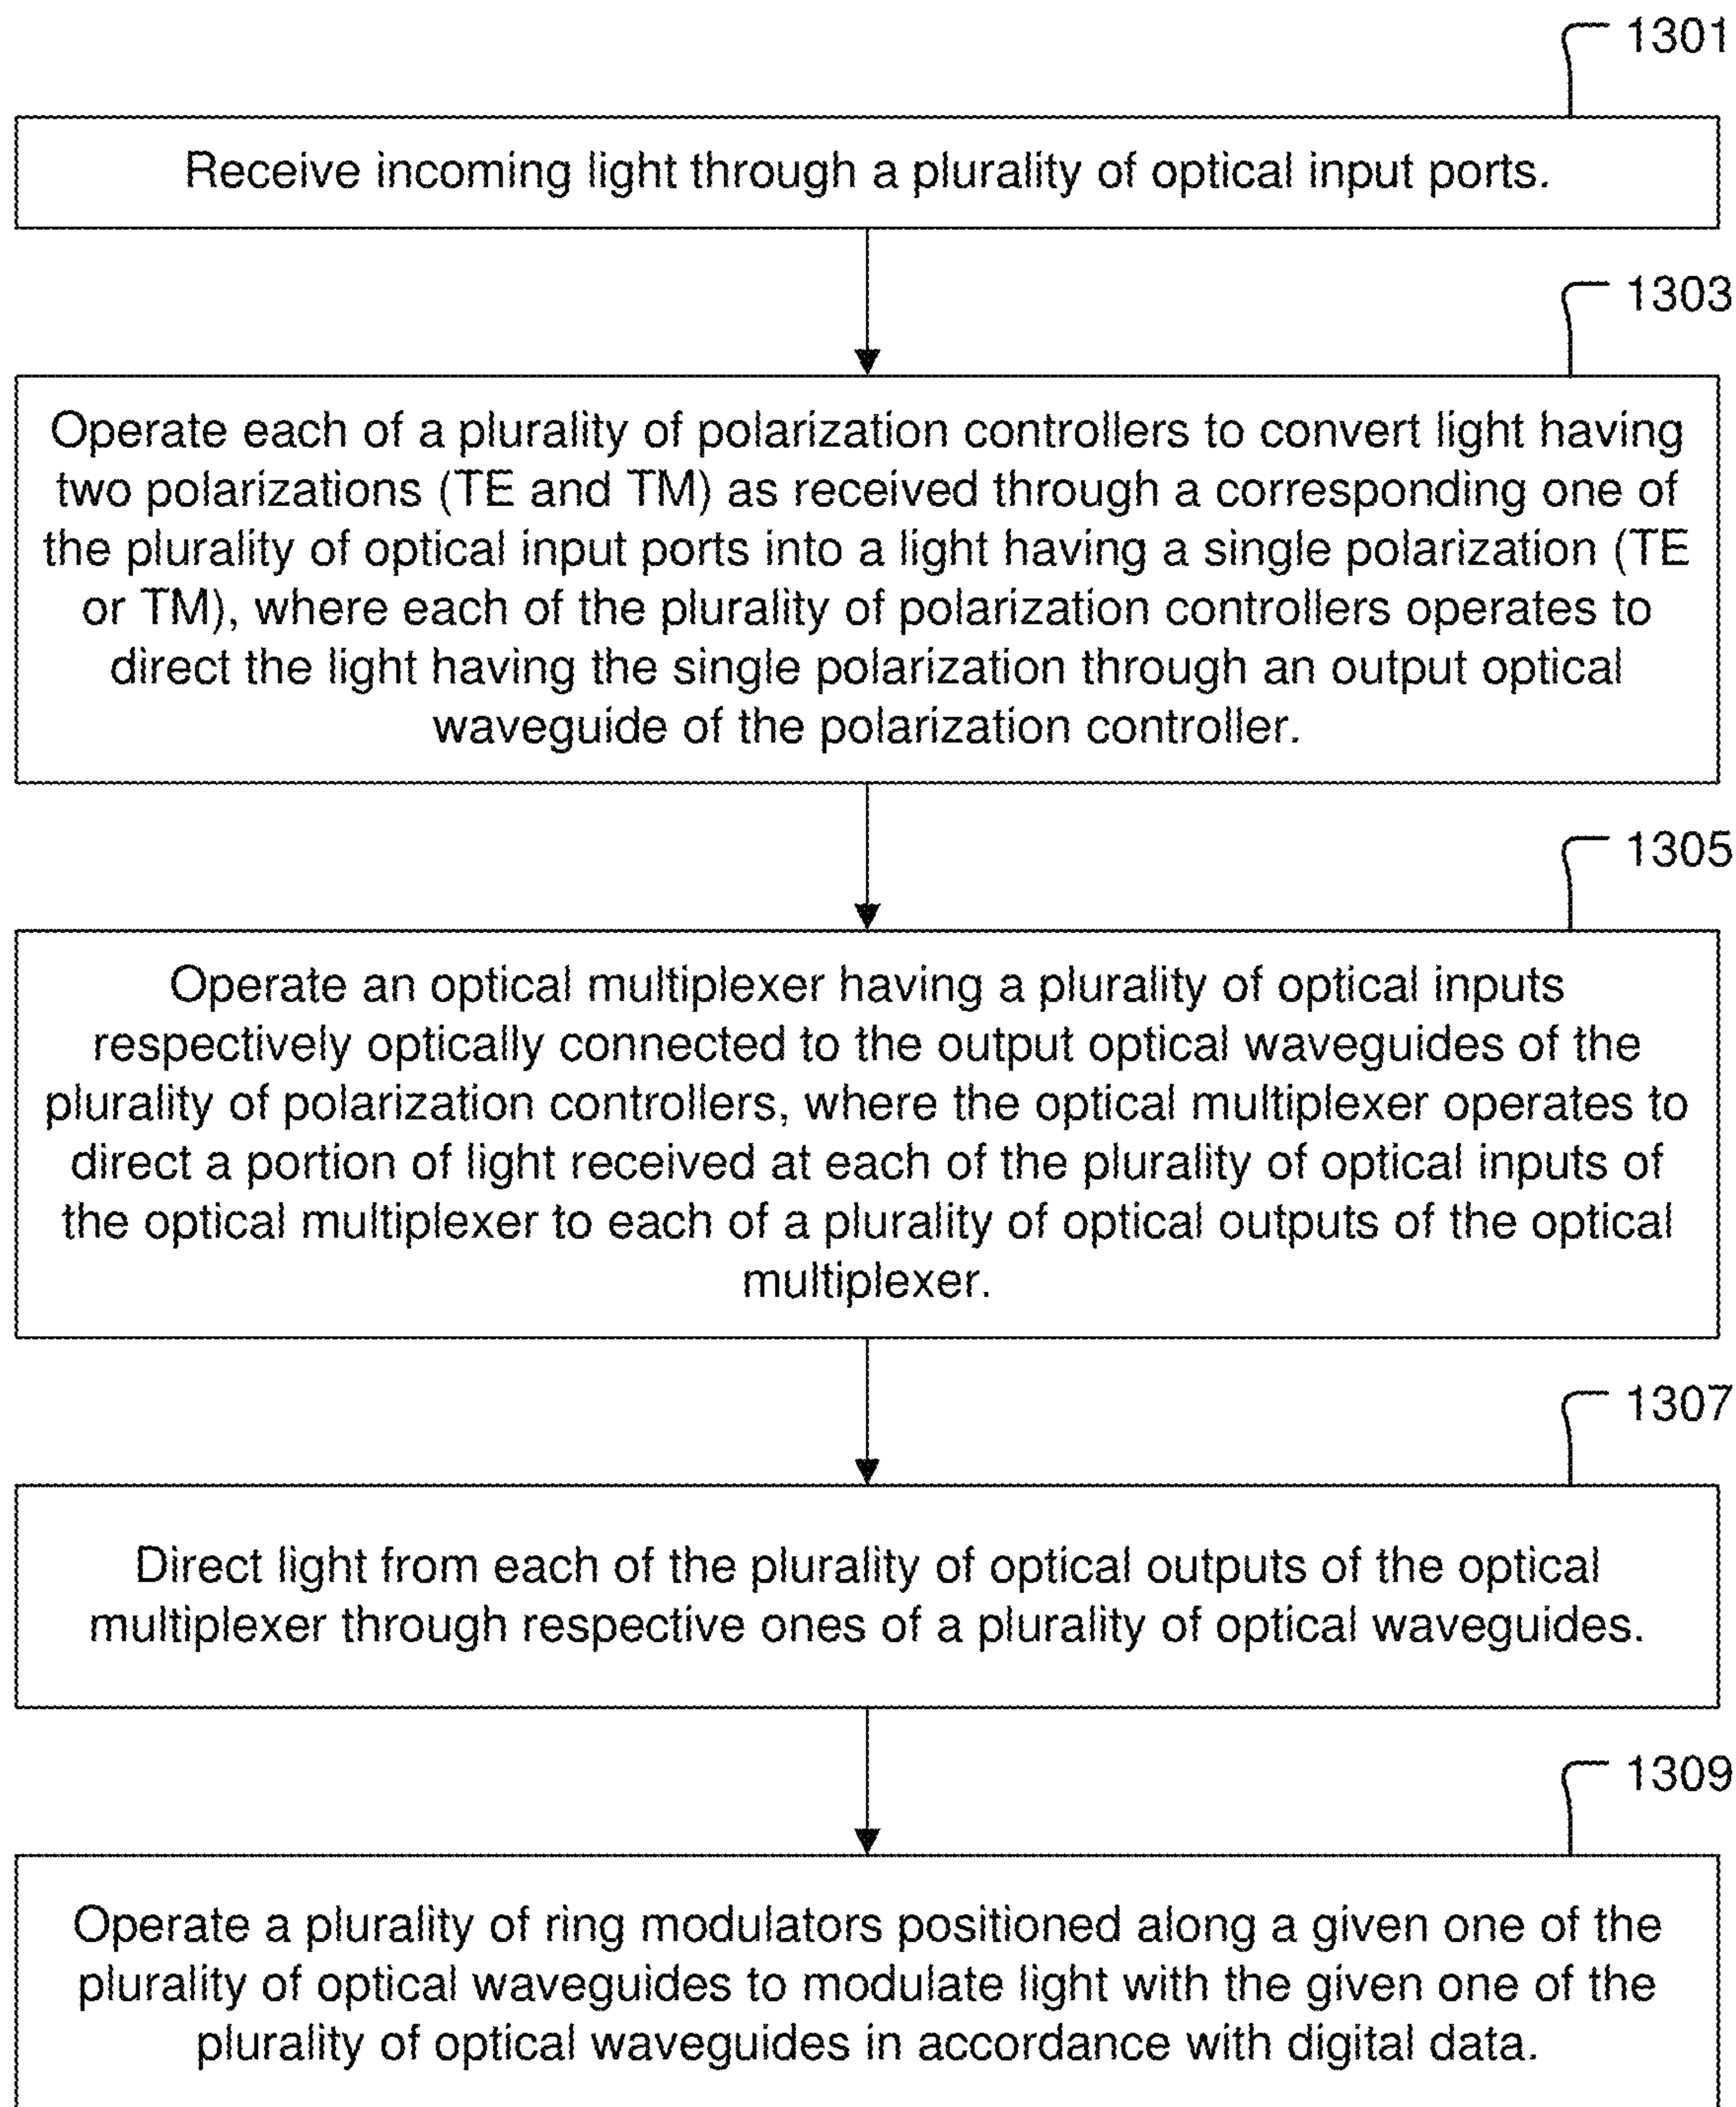 1301
Receive incoming light through a plurality of optical input ports.
1303
Operate each of a plurality of polarization controllers to convert light having
two polarizations (TE and TM) as received through a corresponding one of
the plurality of optical input ports into a light having a single polarization (TE
or TM), where each of the plurality of polarization controllers operates to
direct the light having the single polarization through an output optical
waveguide of the polarization controller.
1305
Operate an optical multiplexer having a plurality of optical inputs
respectively optically connected to the output optical waveguides of the
plurality of polarization controllers, where the optical multiplexer operates to
direct a portion of light received at each of the plurality of optical inputs of
the optical multiplexer to each of a plurality of optical outputs of the optical
multiplexer.
1307
Direct light from each of the plurality of optical outputs of the optical
multiplexer through respective ones of a plurality of optical waveguides.
1309
Operate a plurality of ring modulators positioned along a given one of the
plurality of optical waveguides to modulate light with the given one of the
plurality of optical waveguides in accordance with digital data.